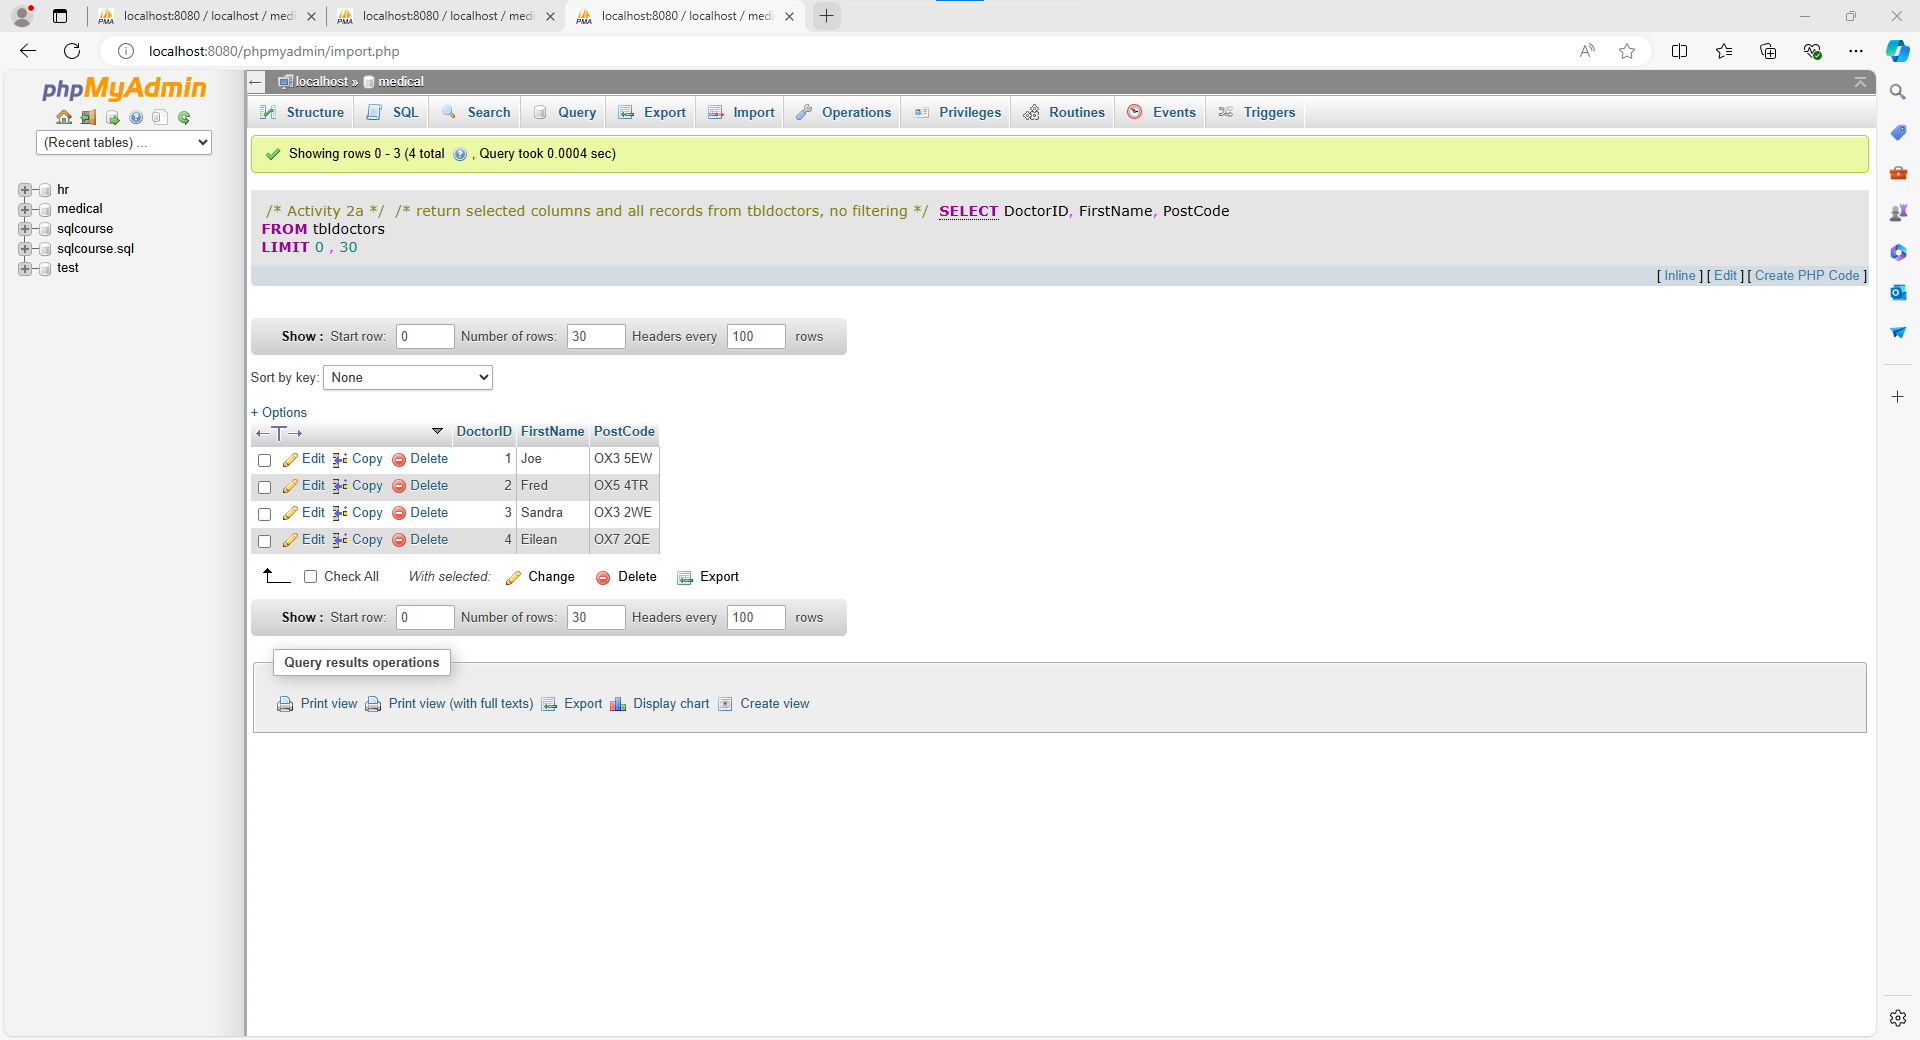 localhost:8080 / localhost / medi
localhost:8080 / localhost / medi
localhost:8080 / localhost / medi
localhost:8080/phpmyadmin/import.php
phpMyAdmin
(Recent tables) ...
hr
medical
sqlcourse
sqlcourse.sql
test
localhost » medical
Structure SQL Search Query Export Import Operations Privileges Routines Events Triggers
Showing rows 0 - 3 (4 total , Query took 0.0004 sec)
/* Activity 2a */ /* return selected columns and all records from tbldoctors, no filtering */ SELECT DoctorID, FirstName, PostCode
FROM tbldoctors
LIMIT 0 , 30
[ Inline ] [ Edit ] [ Create PHP Code ]
Show : Start row: 0 Number of rows: 30 Headers every 100 rows
Sort by key: None
+ Options
←T→ DoctorID FirstName PostCode
Edit Copy Delete 1 Joe OX3 5EW
Edit Copy Delete 2 Fred OX5 4TR
Edit Copy Delete 3 Sandra OX3 2WE
Edit Copy Delete 4 Eilean OX7 2QE
Check All With selected: Change Delete Export
Show : Start row: 0 Number of rows: 30 Headers every 100 rows
Query results operations
Print view Print view (with full texts) Export Display chart Create view